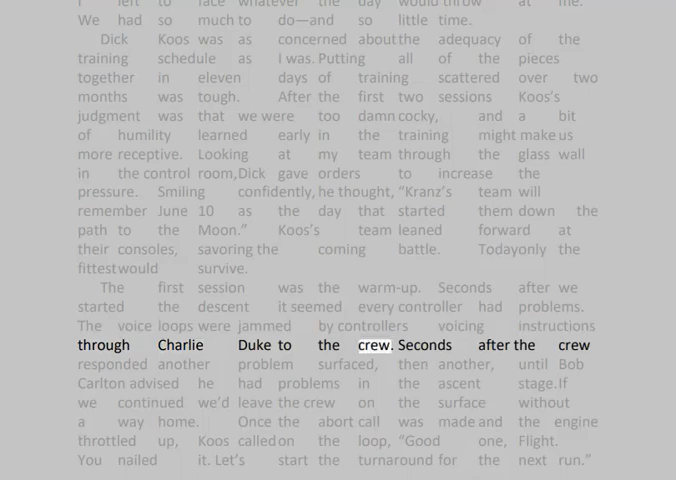 I left to face whatever the day would throw at me.
We had so much to do—and so little time.
Dick Koos was as concerned about the adequacy of the
training schedule as I was. Putting all of the pieces
together in eleven days of training scattered over two
months was tough. After the first two sessions Koos's
judgment was that we were too damn cocky, and a bit
of humility learned early in the training might make us
more receptive. Looking at my team through the glass wall
in the control room, Dick gave orders to increase the
pressure. Smiling confidently, he thought, “Kranz's team will
remember June 10 as the day that started them down the
path to the Moon.” Koos's team leaned forward at
their consoles, savoring the coming battle. Today only the
fittest would survive.
The first session was the warm-up. Seconds after we
started the descent it seemed every controller had problems.
The voice loops were jammed by controllers voicing instructions
through Charlie Duke to the crew. Seconds after the crew
responded another problem surfaced, then another, until Bob
Carlton advised he had problems in the ascent stage. If
we continued we'd leave the crew on the surface without
a way home. Once the abort call was made and the engine
throttled up, Koos called on the loop, “Good one, Flight.
You nailed it. Let's start the turnaround for the next run.”